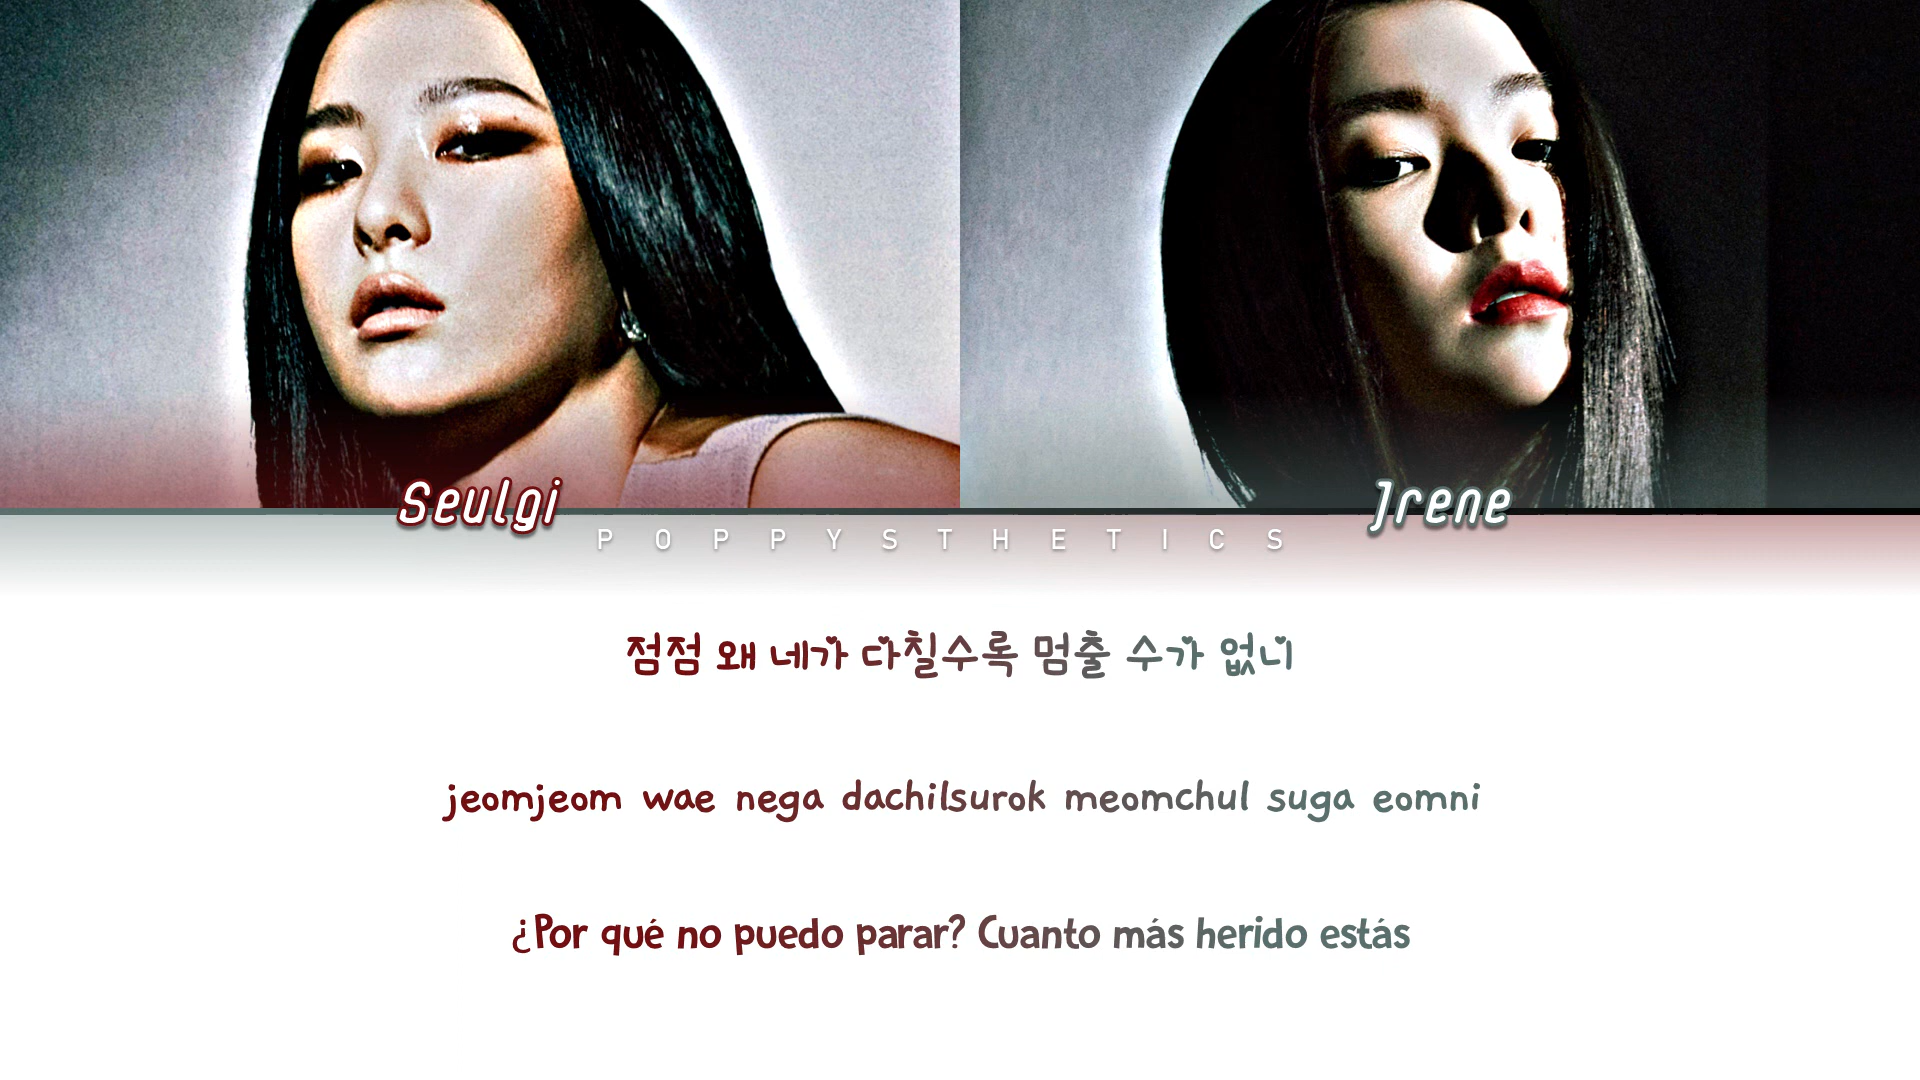 Seulgi
Irene
POPPYSTHETICS
점점 왜 네가 다칠수록 멈출 수가 없니
jeomjeom wae nega dachilsurok meomchul suga eomni
¿Por qué no puedo parar? Cuanto más herido estás